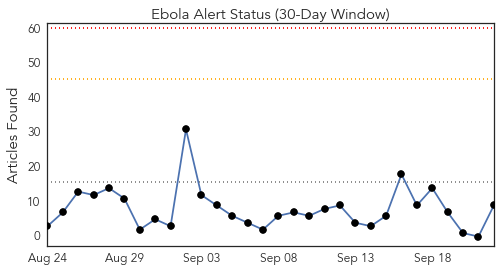 Ebola Alert Status (30-Day Window)
Articles Found
60
50
40
30
20
10
0
Aug 24 Aug 29 Sep 03 Sep 08 Sep 13 Sep 18